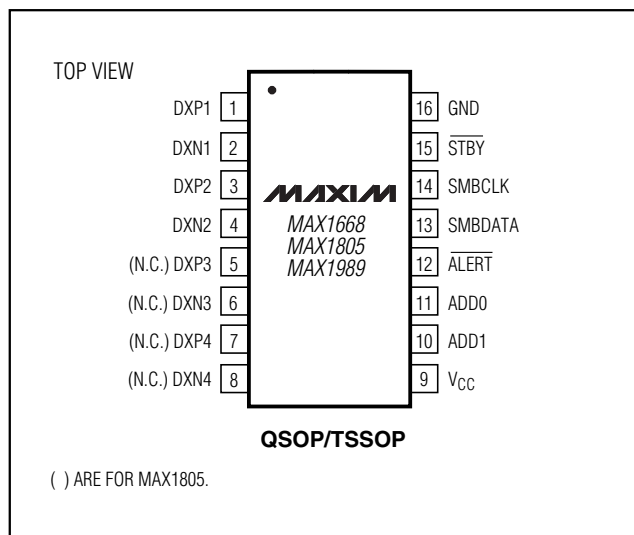 TOP VIEW
DXP1 1
DXN1 2
DXP2 3
DXN2 4
(N.C.) DXP3 5
(N.C.) DXN3 6
(N.C.) DXP4 7
(N.C.) DXN4 8
MAXIM
MAX1668
MAX1805
MAX1989
16 GND
15 S̅T̅B̅Y̅
14 SMBCLK
13 SMBDATA
12 A̅L̅E̅R̅T̅
11 ADD0
10 ADD1
9 VCC
QSOP/TSSOP
( ) ARE FOR MAX1805.